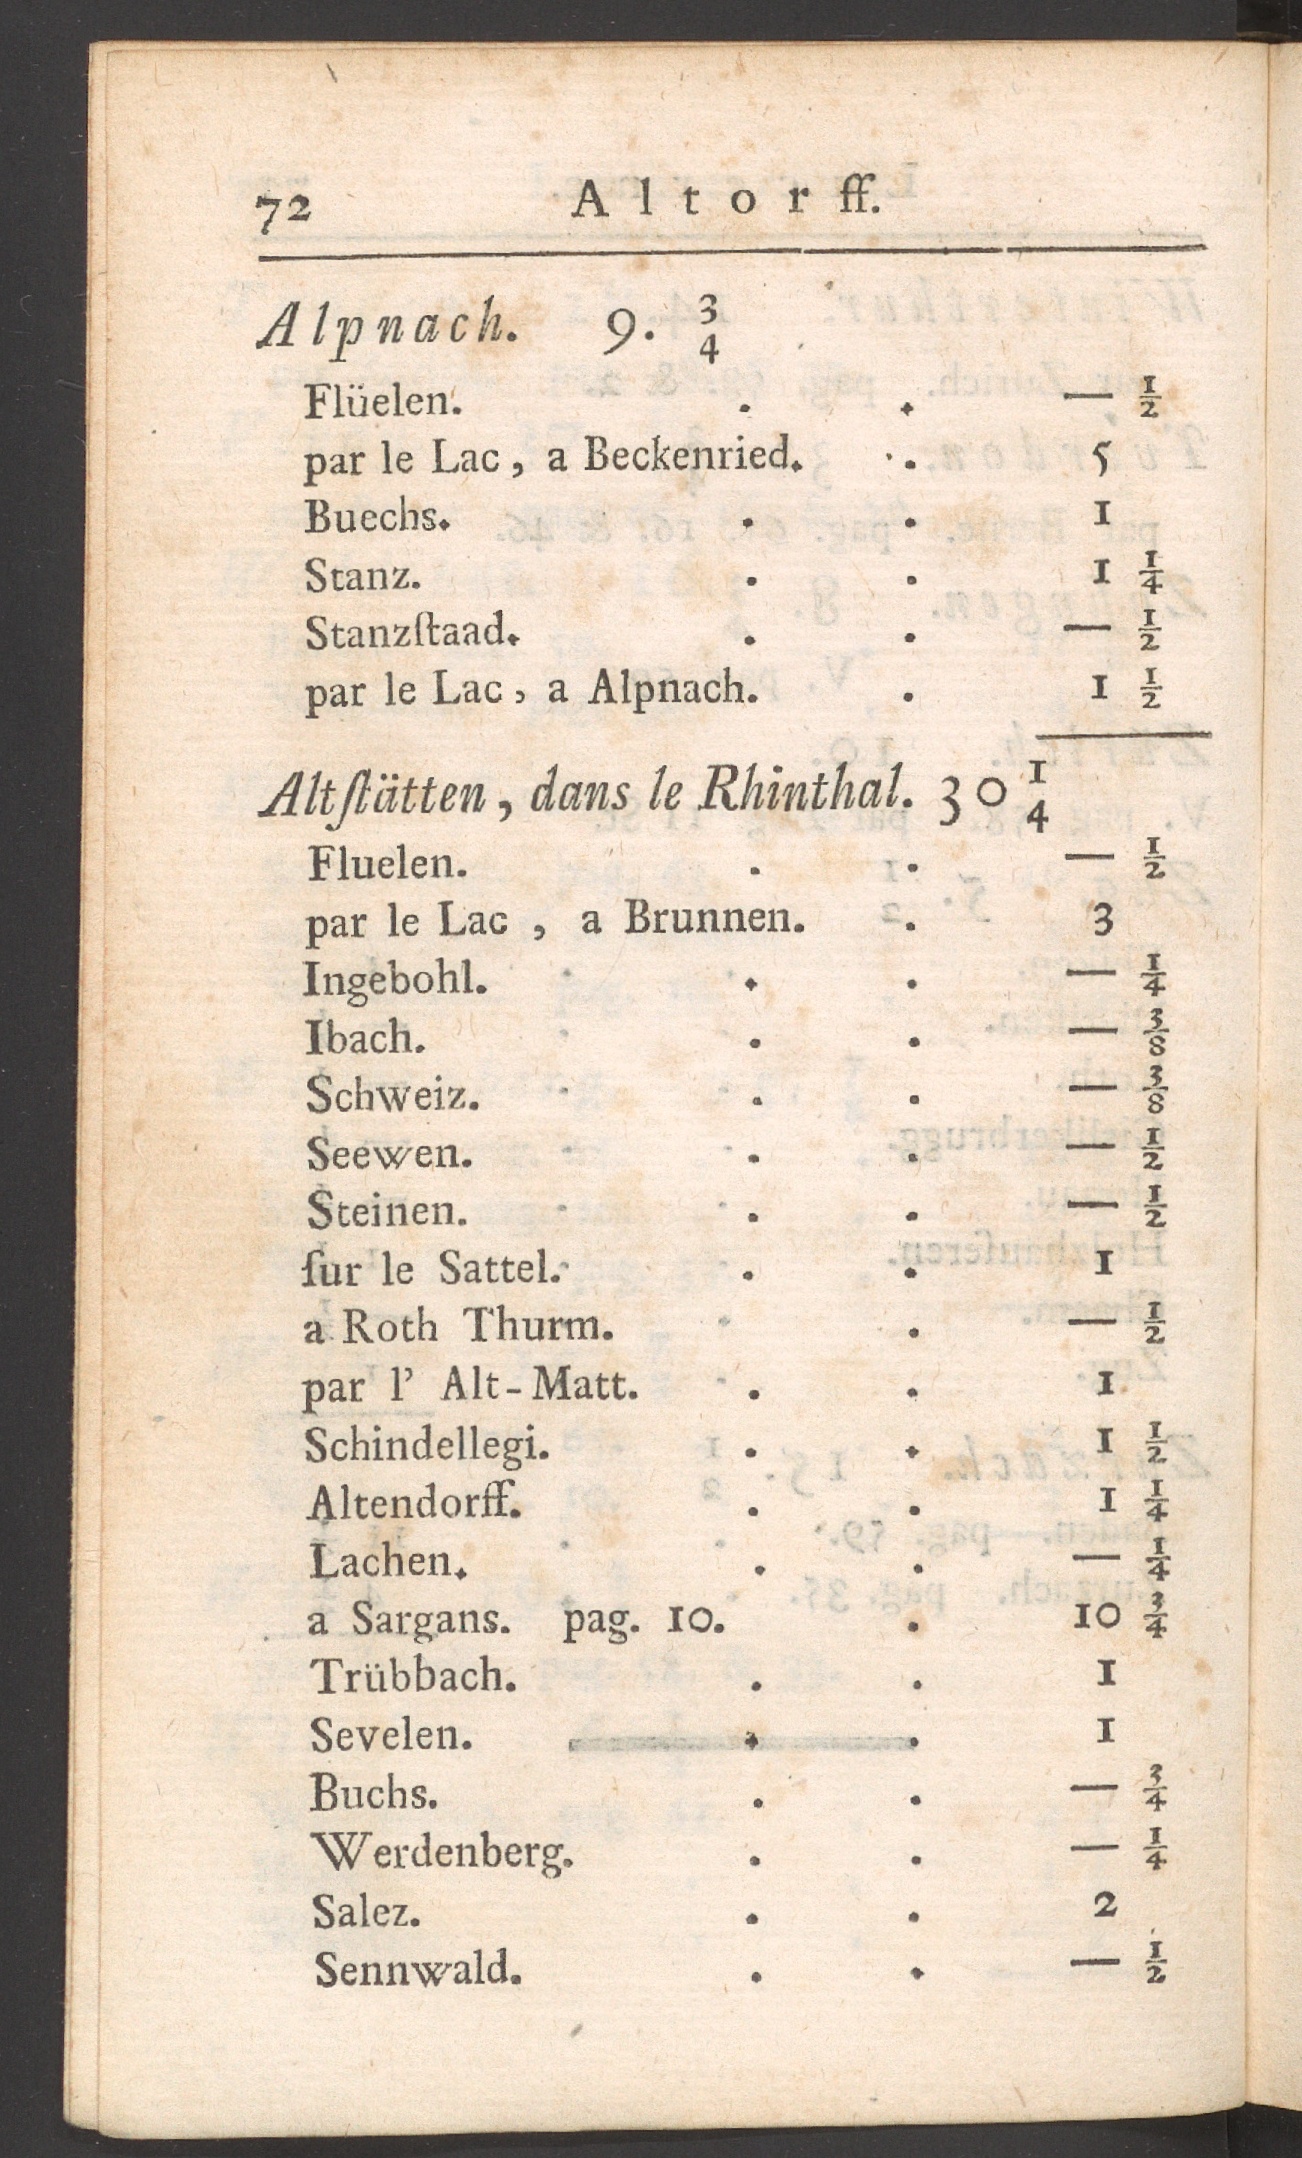 72 Altorff.
Alpnach. 9. 3/4
Flüelen. . . — 1/2
par le Lac, a Beckenried. . 5
Buechs. . . 1
Stanz. . . 1 1/4
Stanzſtaad. . . — 1/2
par le Lac, a Alpnach. . 1 1/2
Altſtätten, dans le Rhinthal. 30 1/4
Fluelen. . . — 1/2
par le Lac , a Brunnen. . 3
Ingebohl. . . — 1/4
Ibach. . . — 3/8
Schweiz. . . — 3/8
Seewen. . . — 1/2
Steinen. . . — 1/2
ſur le Sattel. . . 1
a Roth Thurm. . — 1/2
par l' Alt-Matt. . . 1
Schindellegi. . . 1 1/2
Altendorff. . . 1 1/4
Lachen. . . — 1/4
a Sargans. pag. 10. . 10 3/4
Trübbach. . . 1
Sevelen. . . 1
Buchs. . . — 3/4
Werdenberg. . . — 1/4
Salez. . . 2
Sennwald. . . — 1/2